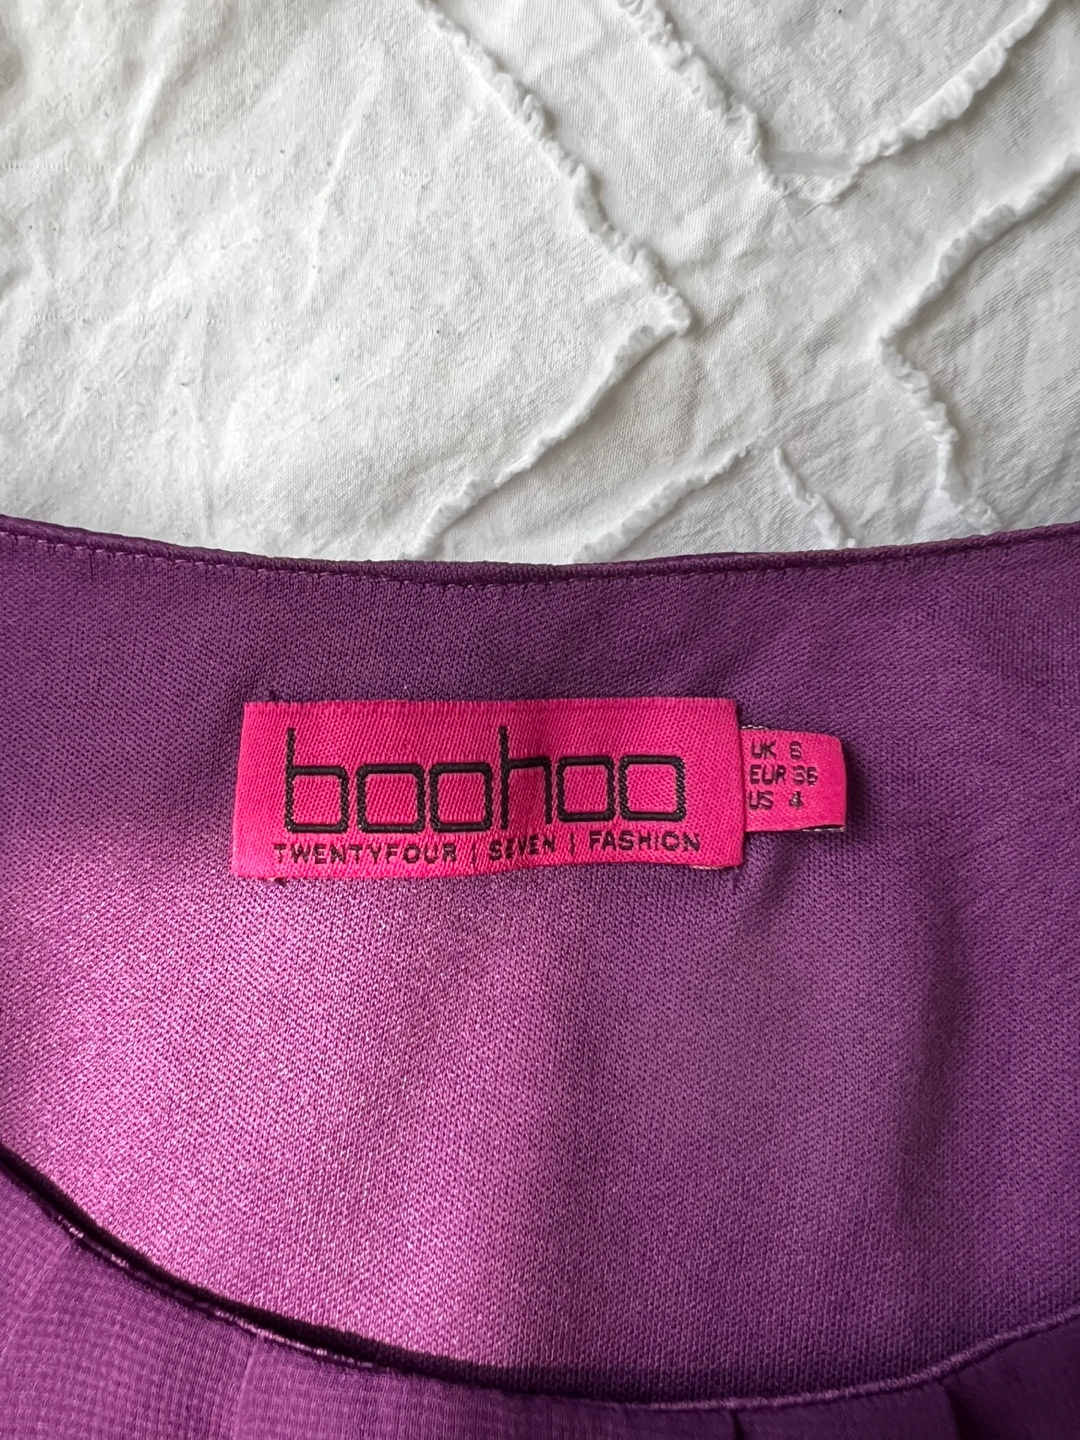 boohoo
TWENTYFOUR | SEVEN | FASHION
UK 6
EUR 36
US 4